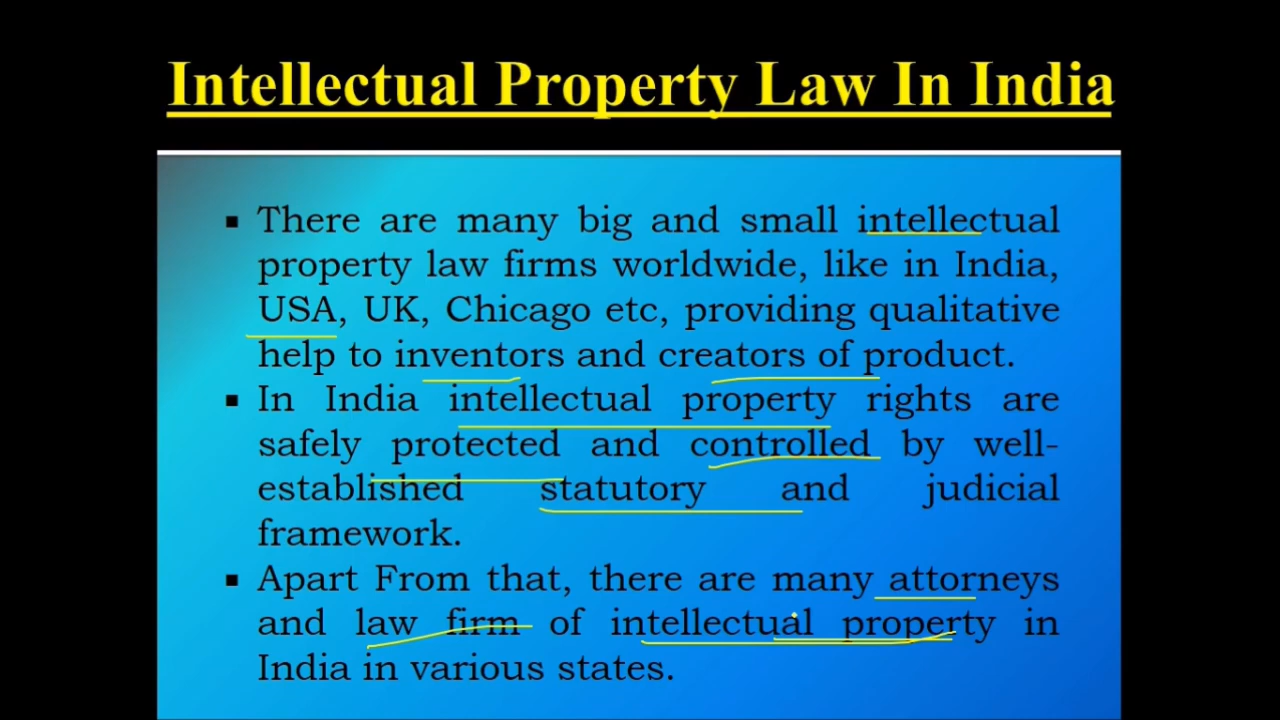 Intellectual Property Law In India
▪ There are many big and small intellectual
property law firms worldwide, like in India,
USA, UK, Chicago etc, providing qualitative
help to inventors and creators of product.
▪ In India intellectual property rights are
safely protected and controlled by well-
established statutory and judicial
framework.
▪ Apart From that, there are many attorneys
and law firm of intellectual property in
India in various states.